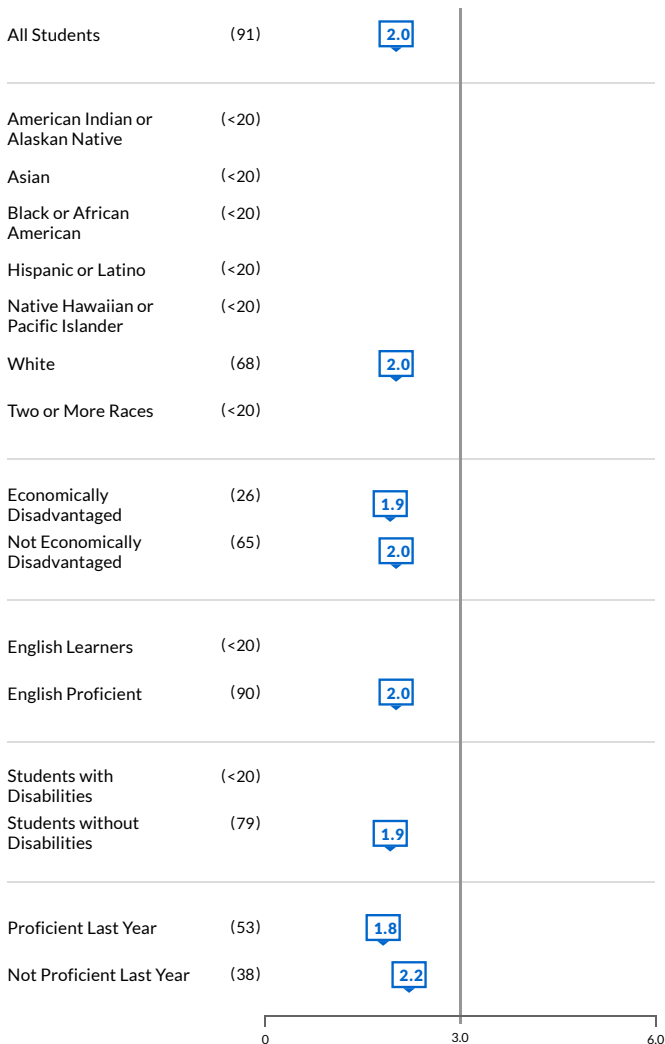 All Students (91) 2.0
American Indian or (<20)
Alaskan Native
Asian (<20)
Black or African (<20)
American
Hispanic or Latino (<20)
Native Hawaiian or (<20)
Pacific Islander
White (68) 2.0
Two or More Races (<20)
Economically (26) 1.9
Disadvantaged
Not Economically (65) 2.0
Disadvantaged
English Learners (<20)
English Proficient (90) 2.0
Students with (<20)
Disabilities
Students without (79) 1.9
Disabilities
Proficient Last Year (53) 1.8
Not Proficient Last Year (38) 2.2
0 3.0 6.0